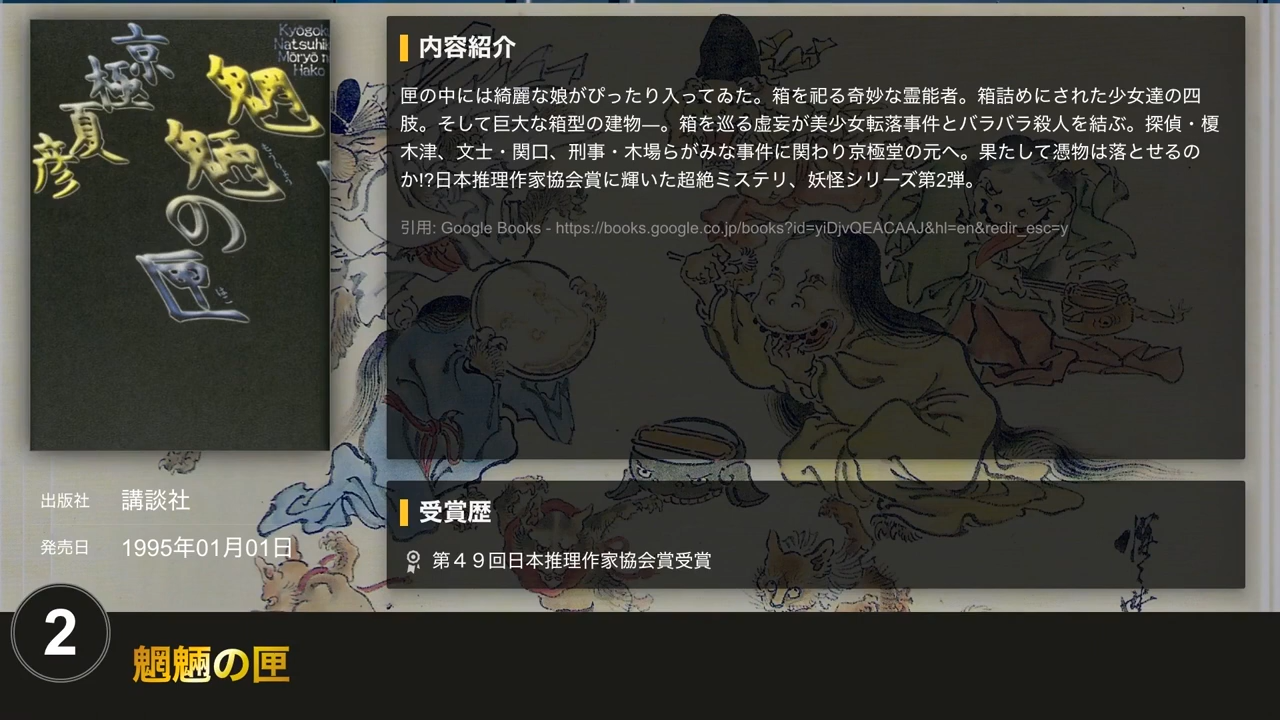 Kyōgok
Natsuhik
Mōryō n
Hako
京極
夏彦
魍魎の匣
はこ
内容紹介
匣の中には綺麗な娘がぴったり入ってゐた。箱を祀る奇妙な霊能者。箱詰めにされた少女達の四
肢。そして巨大な箱型の建物—。箱を巡る虚妄が美少女転落事件とバラバラ殺人を結ぶ。探偵・榎
木津、文士・関口、刑事・木場らがみな事件に関わり京極堂の元へ。果たして憑物は落とせるの
か!?日本推理作家協会賞に輝いた超絶ミステリ、妖怪シリーズ第2弾。
引用: Google Books - https://books.google.co.jp/books?id=yiDjvQEACAAJ&hl=en&redir_esc=y
出版社 講談社
発売日 1995年01月01日
受賞歴
第４９回日本推理作家協会賞受賞
2
魍魎の匣